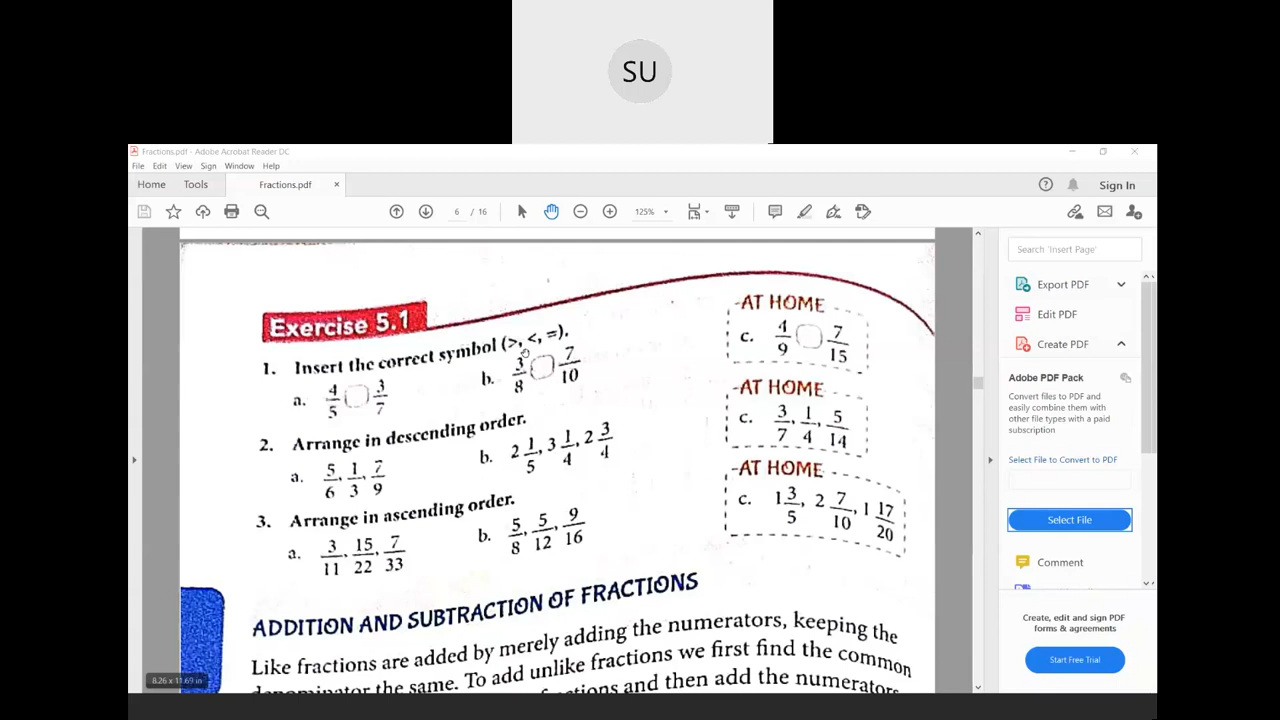 SU
Fractions.pdf - Adobe Acrobat Reader DC
File Edit View Sign Window Help
Home Tools Fractions.pdf × Sign In
6 / 16 125%
Exercise 5.1
1. Insert the correct symbol (>, <, =).
a. 4/5 3/7 b. 3/8 7/10
2. Arrange in descending order.
a. 5/6, 1/3, 7/9 b. 2 1/5, 3 1/4, 2 3/4
3. Arrange in ascending order.
a. 3/11, 15/22, 7/33 b. 5/8, 5/12, 9/16
AT HOME
c. 4/9 7/15
AT HOME
c. 3/7, 1/4, 5/14
AT HOME
c. 1 3/5, 2 7/10, 1 17/20
ADDITION AND SUBTRACTION OF FRACTIONS
Like fractions are added by merely adding the numerators, keeping the
denominator the same. To add unlike fractions we first find the common
fractions and then add the numerators
8.26 x 11.69 in
Search 'Insert Page'
Export PDF
Edit PDF
Create PDF
Adobe PDF Pack
Convert files to PDF and
easily combine them with
other file types with a paid
subscription
Select File to Convert to PDF
Select File
Comment
Create, edit and sign PDF
forms & agreements
Start Free Trial